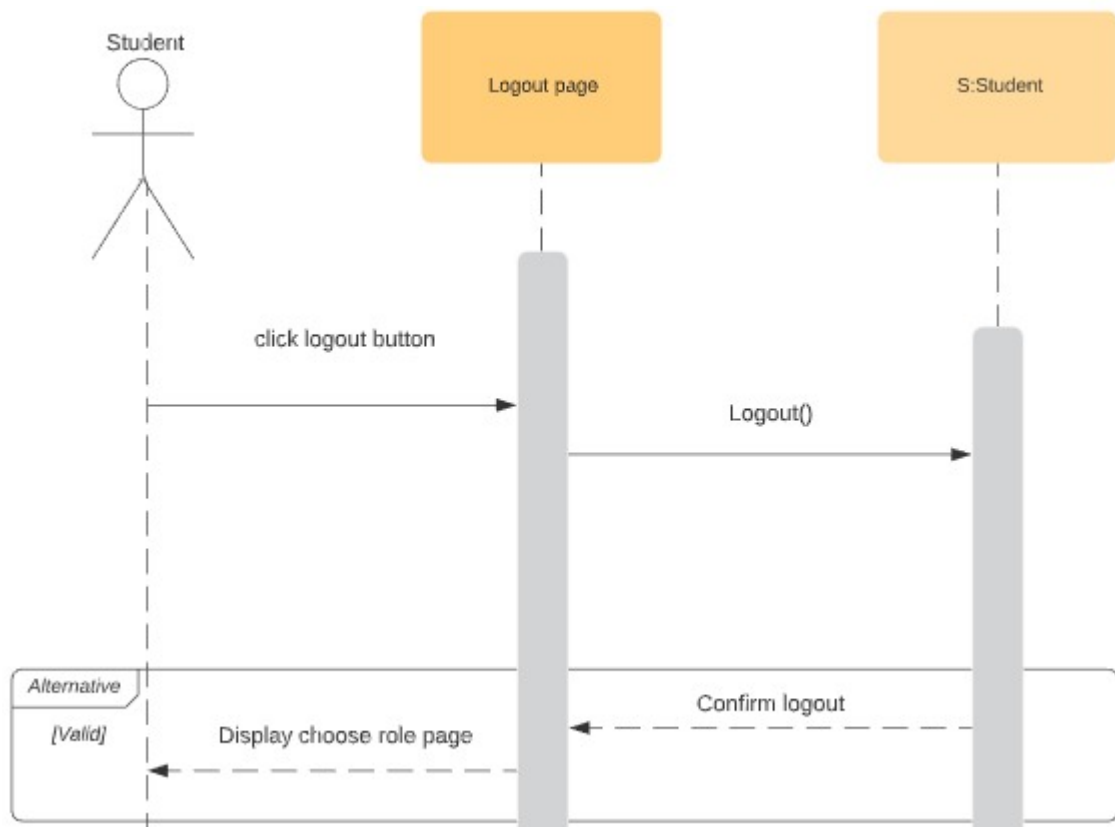 Student
Logout page
S:Student
click logout button
Logout()
Alternative
[Valid]
Confirm logout
Display choose role page